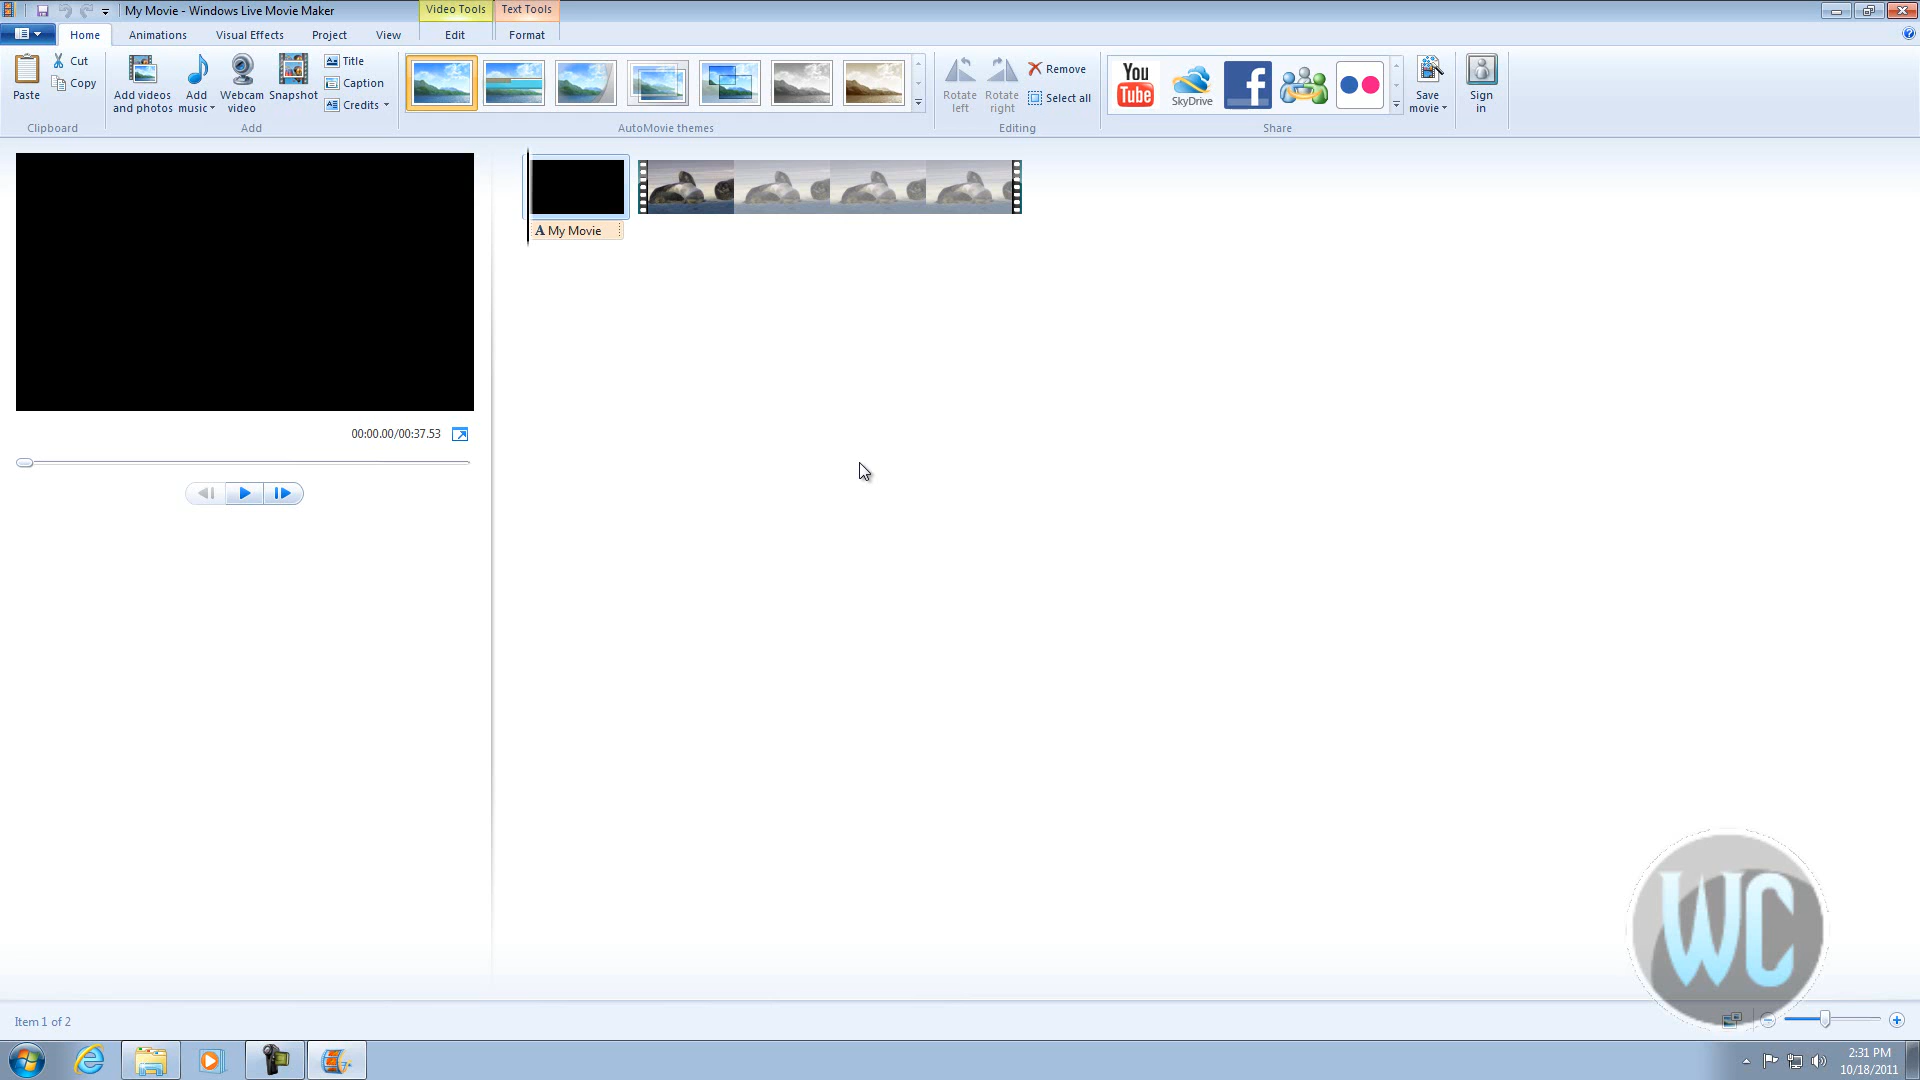 My Movie - Windows Live Movie Maker
Video Tools
Text Tools
Home
Animations
Visual Effects
Project
View
Edit
Format
Paste
Cut
Copy
Clipboard
Add videos
and photos
Add
music
Webcam
video
Snapshot
Title
Caption
Credits
Add
AutoMovie themes
Rotate
left
Rotate
right
Remove
Select all
Editing
You
Tube
SkyDrive
f
Share
Save
movie
Sign
in
A My Movie
00:00.00/00:37.53
WC
Item 1 of 2
2:31 PM
10/18/2011